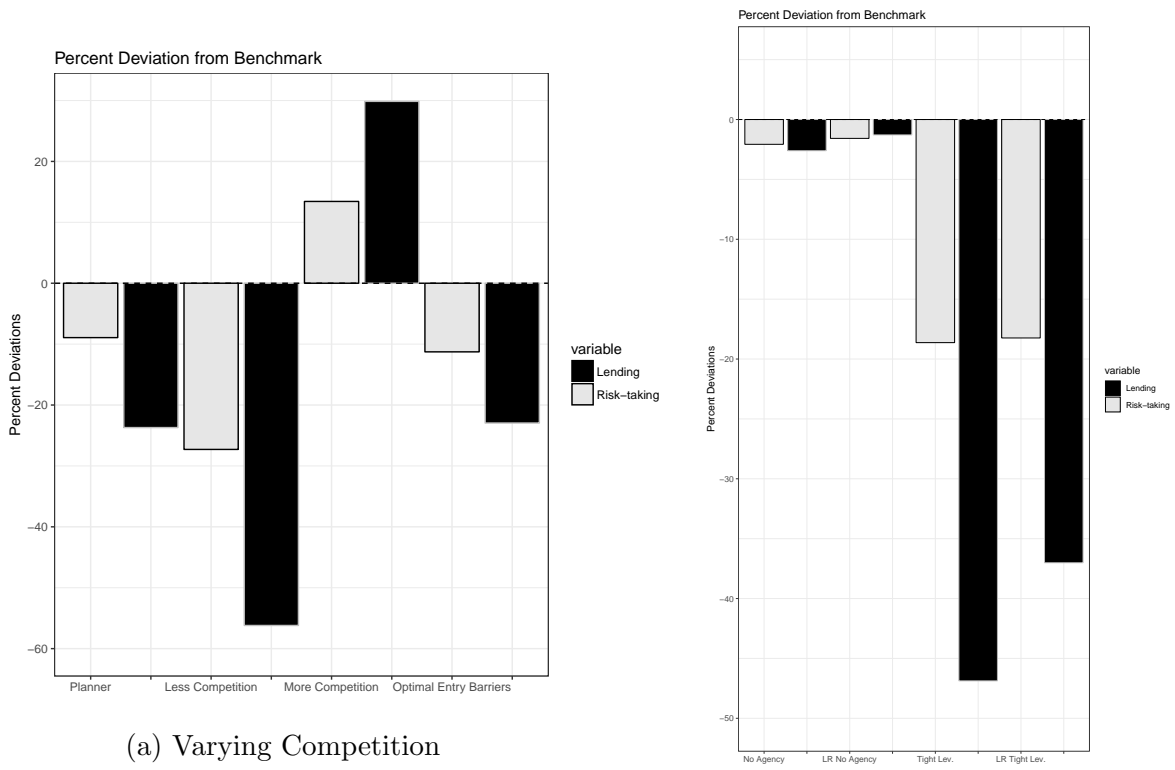 Percent Deviation from Benchmark
Percent Deviations
20
0
−20
−40
−60
Planner
Less Competition
More Competition
Optimal Entry Barriers
variable
Lending
Risk−taking
(a) Varying Competition
Percent Deviation from Benchmark
Percent Deviations
0
−10
−20
−30
−40
−50
No Agency
LR No Agency
Tight Lev.
LR Tight Lev.
variable
Lending
Risk−taking